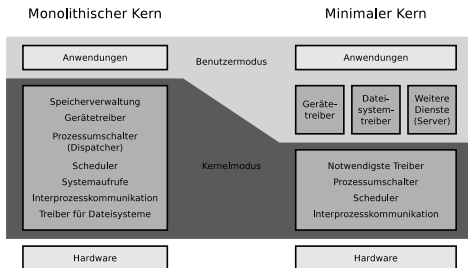 Monolithischer Kern
Minimaler Kern
Anwendungen
Benutzermodus
Anwendungen
Geräte-
treiber
Datei-
system-
treiber
Weitere
Dienste
(Server)
Speicherverwaltung
Gerätetreiber
Prozessumschalter
(Dispatcher)
Scheduler
Systemaufrufe
Interprozesskommunikation
Treiber für Dateisysteme
Kernelmodus
Notwendigste Treiber
Prozessumschalter
Scheduler
Interprozesskommunikation
Hardware
Hardware